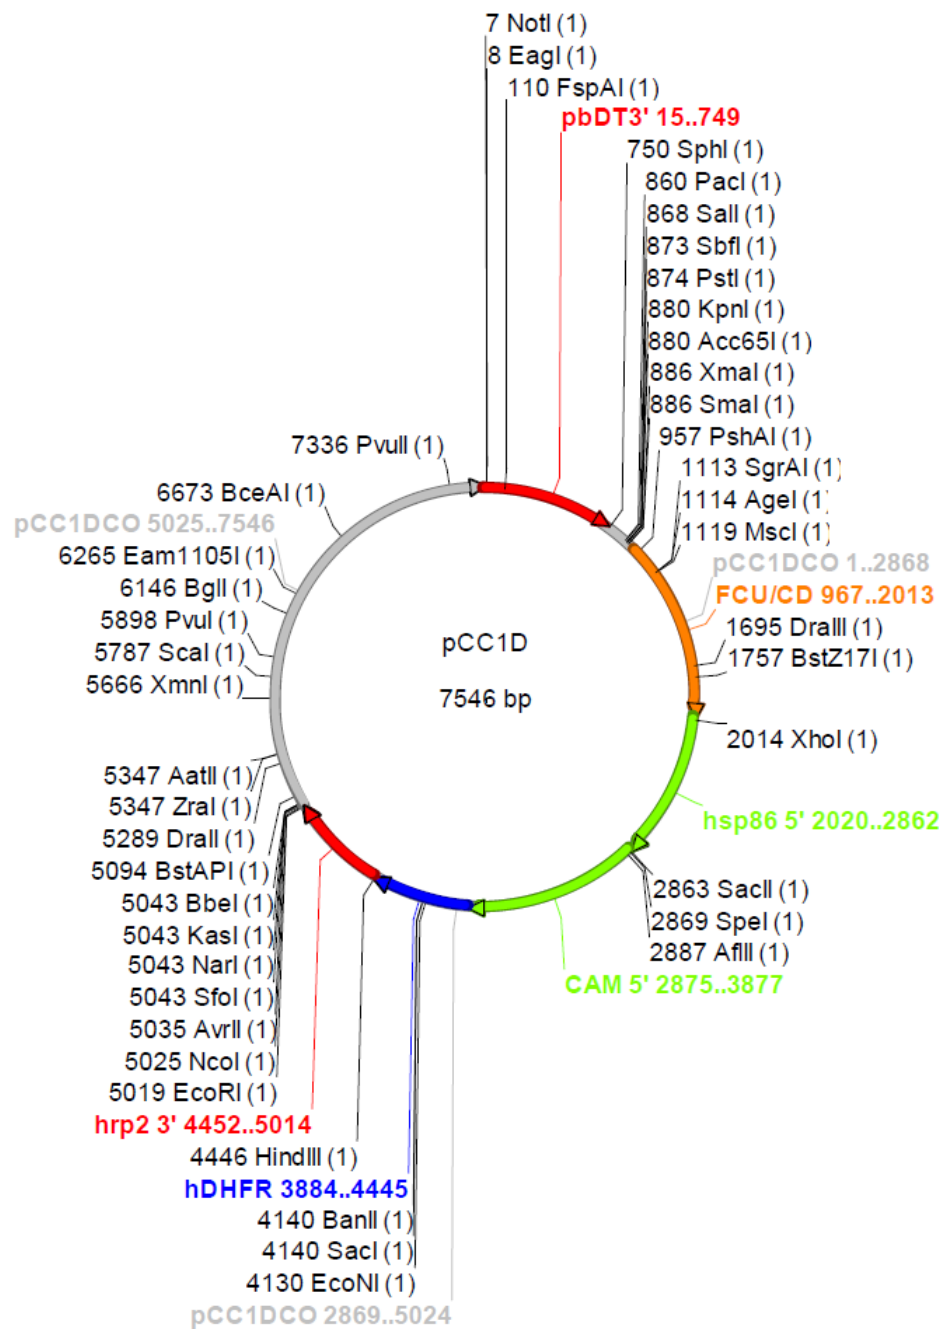 7 NotI (1)
8 EagI (1)
110 FspAI (1)
pbDT3' 15..749
750 SphI (1)
860 PacI (1)
868 SalI (1)
873 SbfI (1)
874 PstI (1)
880 KpnI (1)
880 Acc65I (1)
886 XmaI (1)
886 SmaI (1)
957 PshAI (1)
1113 SgrAI (1)
1114 AgeI (1)
1119 MscI (1)
pCC1DCO 1..2868
FCU/CD 967..2013
1695 DraIII (1)
1757 BstZ17I (1)
2014 XhoI (1)
hsp86 5' 2020..2862
2863 SacII (1)
2869 SpeI (1)
2887 AflII (1)
CAM 5' 2875..3877
pCC1D
7546 bp
7336 PvuII (1)
6673 BceAI (1)
pCC1DCO 5025..7546
6265 Eam1105I (1)
6146 BglI (1)
5898 PvuI (1)
5787 ScaI (1)
5666 XmnI (1)
5347 AatII (1)
5347 ZraI (1)
5289 DraII (1)
5094 BstAPI (1)
5043 BbeI (1)
5043 KasI (1)
5043 NarI (1)
5043 SfoI (1)
5035 AvrII (1)
5025 NcoI (1)
5019 EcoRI (1)
hrp2 3' 4452..5014
4446 HindIII (1)
hDHFR 3884..4445
4140 BanII (1)
4140 SacI (1)
4130 EcoNI (1)
pCC1DCO 2869..5024